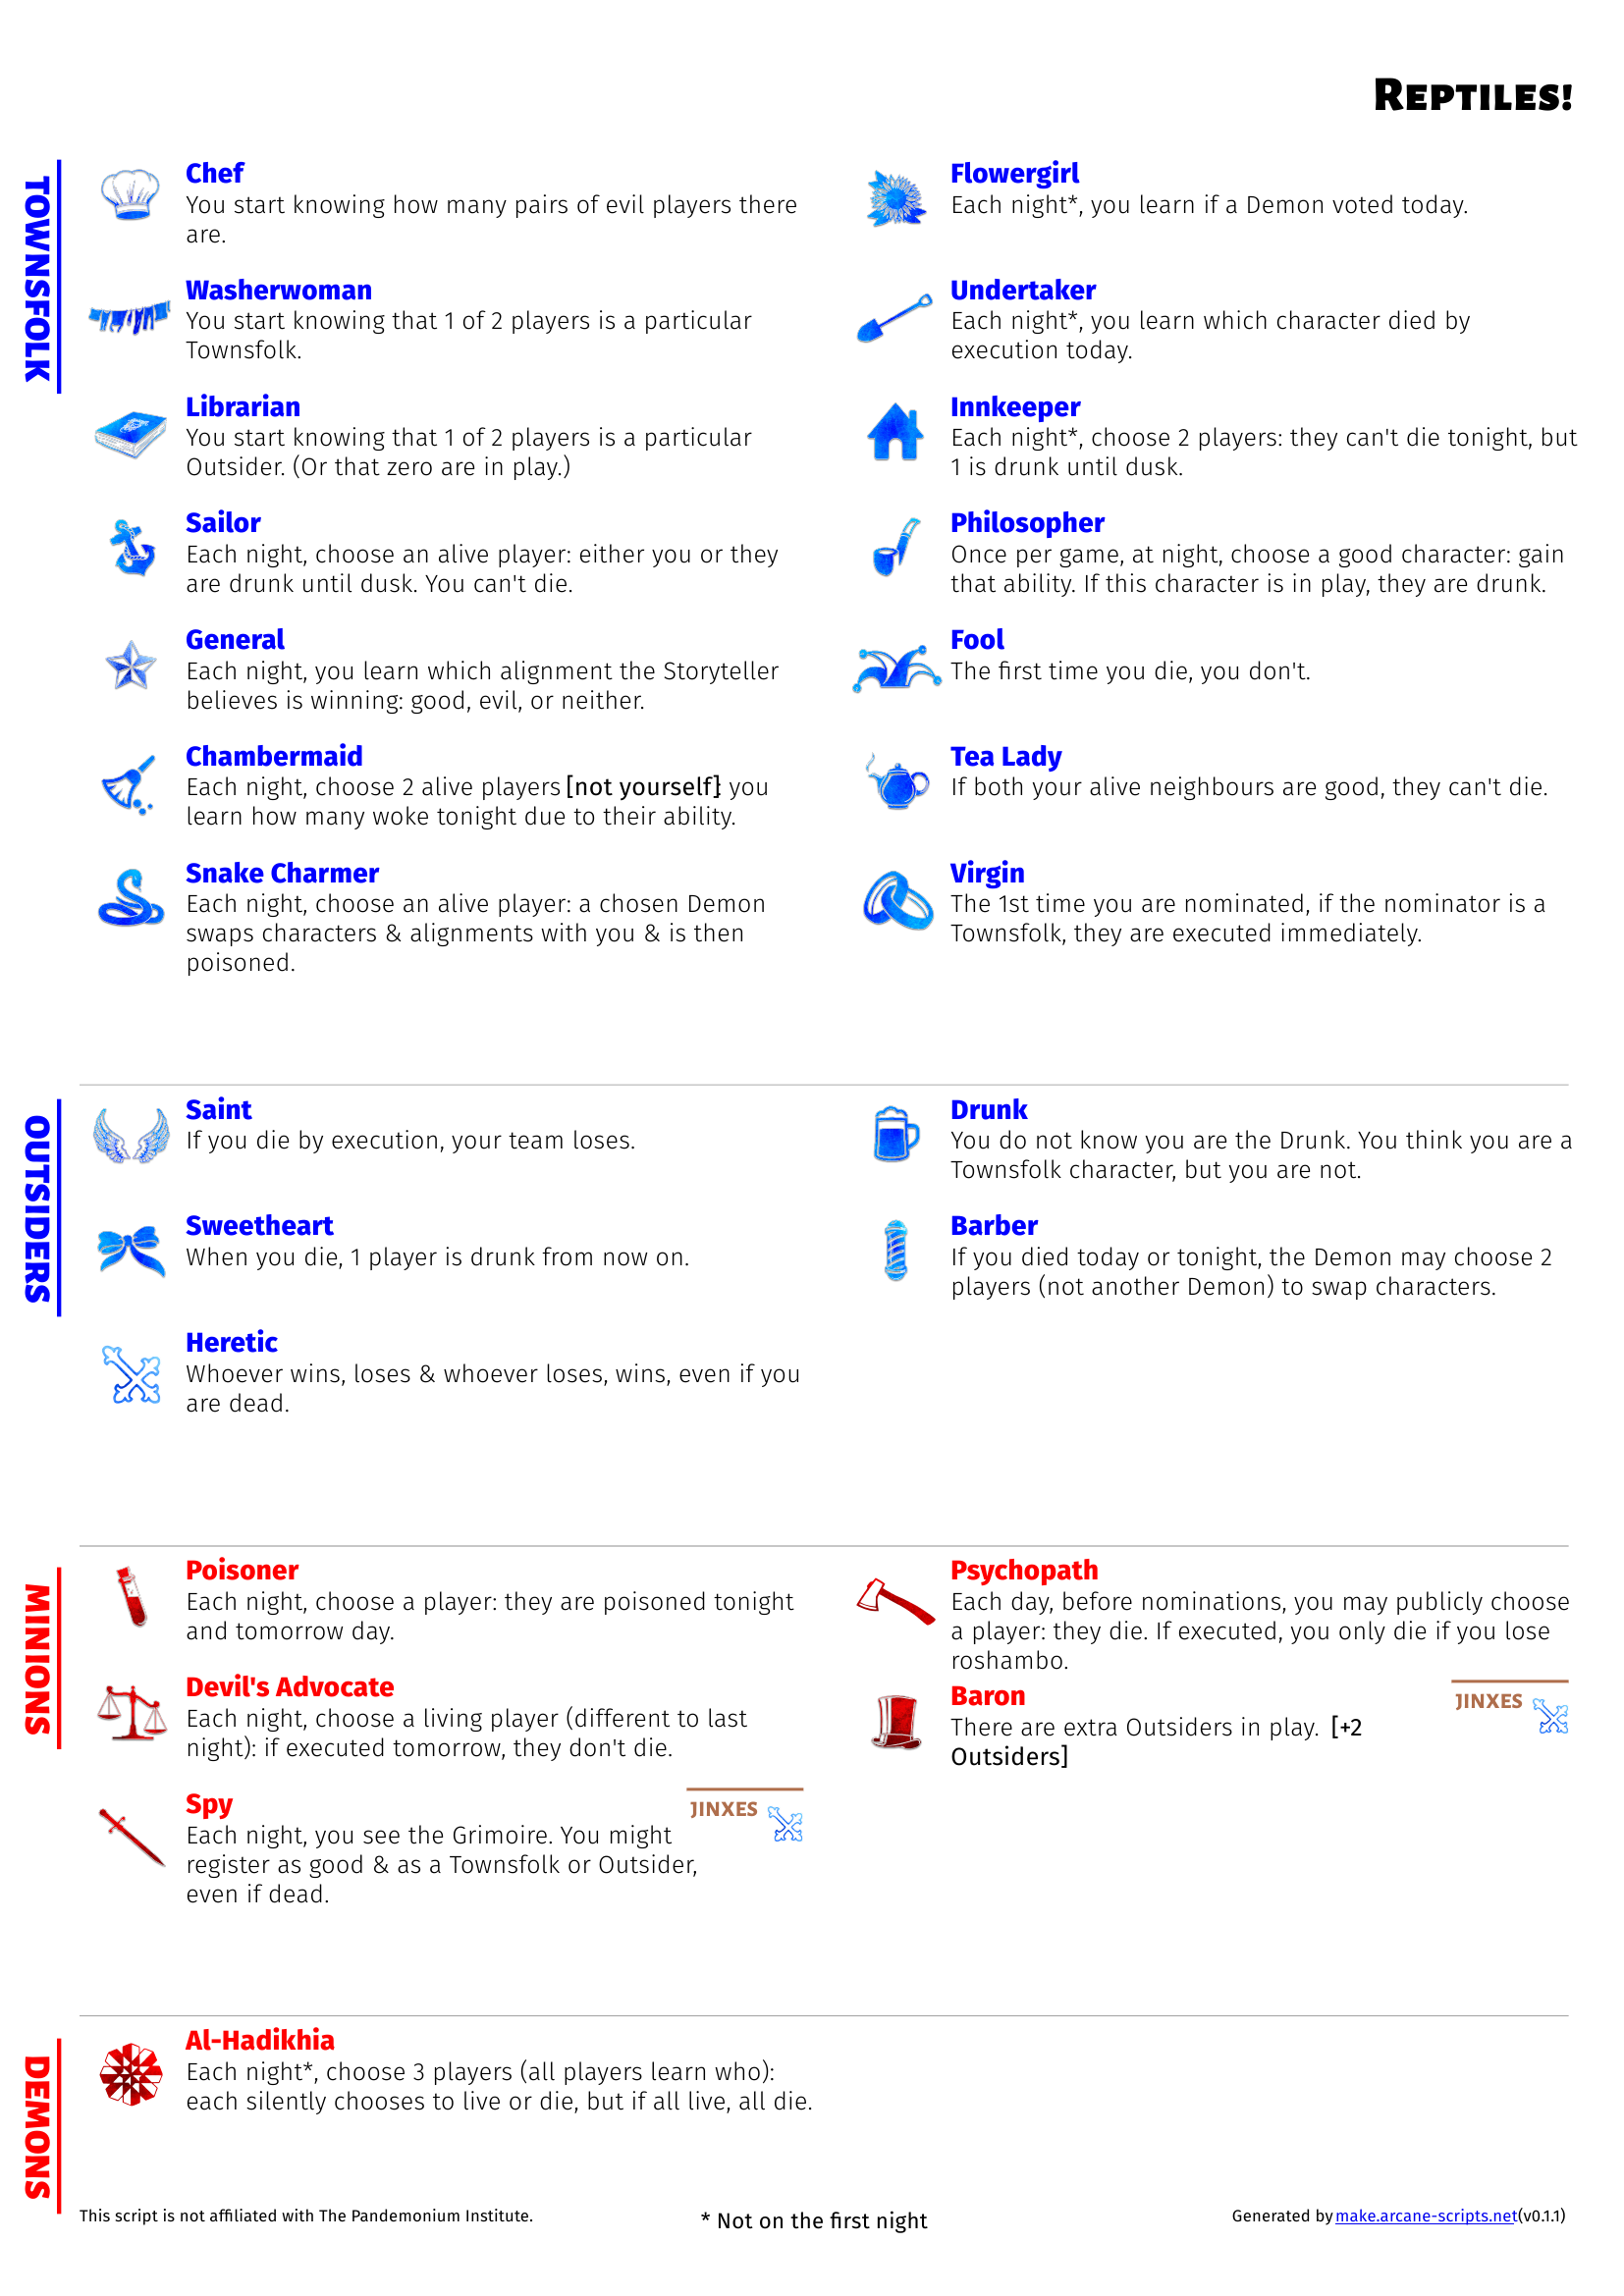 REPTILES!
TOWNSFOLK
Chef
You start knowing how many pairs of evil players there
are.
Flowergirl
Each night*, you learn if a Demon voted today.
Washerwoman
You start knowing that 1 of 2 players is a particular
Townsfolk.
Undertaker
Each night*, you learn which character died by
execution today.
Librarian
You start knowing that 1 of 2 players is a particular
Outsider. (Or that zero are in play.)
Innkeeper
Each night*, choose 2 players: they can't die tonight, but
1 is drunk until dusk.
Sailor
Each night, choose an alive player: either you or they
are drunk until dusk. You can't die.
Philosopher
Once per game, at night, choose a good character: gain
that ability. If this character is in play, they are drunk.
General
Each night, you learn which alignment the Storyteller
believes is winning: good, evil, or neither.
Fool
The first time you die, you don't.
Chambermaid
Each night, choose 2 alive players [not yourself]: you
learn how many woke tonight due to their ability.
Tea Lady
If both your alive neighbours are good, they can't die.
Snake Charmer
Each night, choose an alive player: a chosen Demon
swaps characters & alignments with you & is then
poisoned.
Virgin
The 1st time you are nominated, if the nominator is a
Townsfolk, they are executed immediately.
OUTSIDERS
Saint
If you die by execution, your team loses.
Drunk
You do not know you are the Drunk. You think you are a
Townsfolk character, but you are not.
Sweetheart
When you die, 1 player is drunk from now on.
Barber
If you died today or tonight, the Demon may choose 2
players (not another Demon) to swap characters.
Heretic
Whoever wins, loses & whoever loses, wins, even if you
are dead.
MINIONS
Poisoner
Each night, choose a player: they are poisoned tonight
and tomorrow day.
Psychopath
Each day, before nominations, you may publicly choose
a player: they die. If executed, you only die if you lose
roshambo.
Devil's Advocate
Each night, choose a living player (different to last
night): if executed tomorrow, they don't die.
Baron
There are extra Outsiders in play. [+2
Outsiders]
JINXES
Spy
Each night, you see the Grimoire. You might
register as good & as a Townsfolk or Outsider,
even if dead.
JINXES
DEMONS
Al-Hadikhia
Each night*, choose 3 players (all players learn who):
each silently chooses to live or die, but if all live, all die.
This script is not affiliated with The Pandemonium Institute.
* Not on the first night
Generated by make.arcane-scripts.net(v0.1.1)